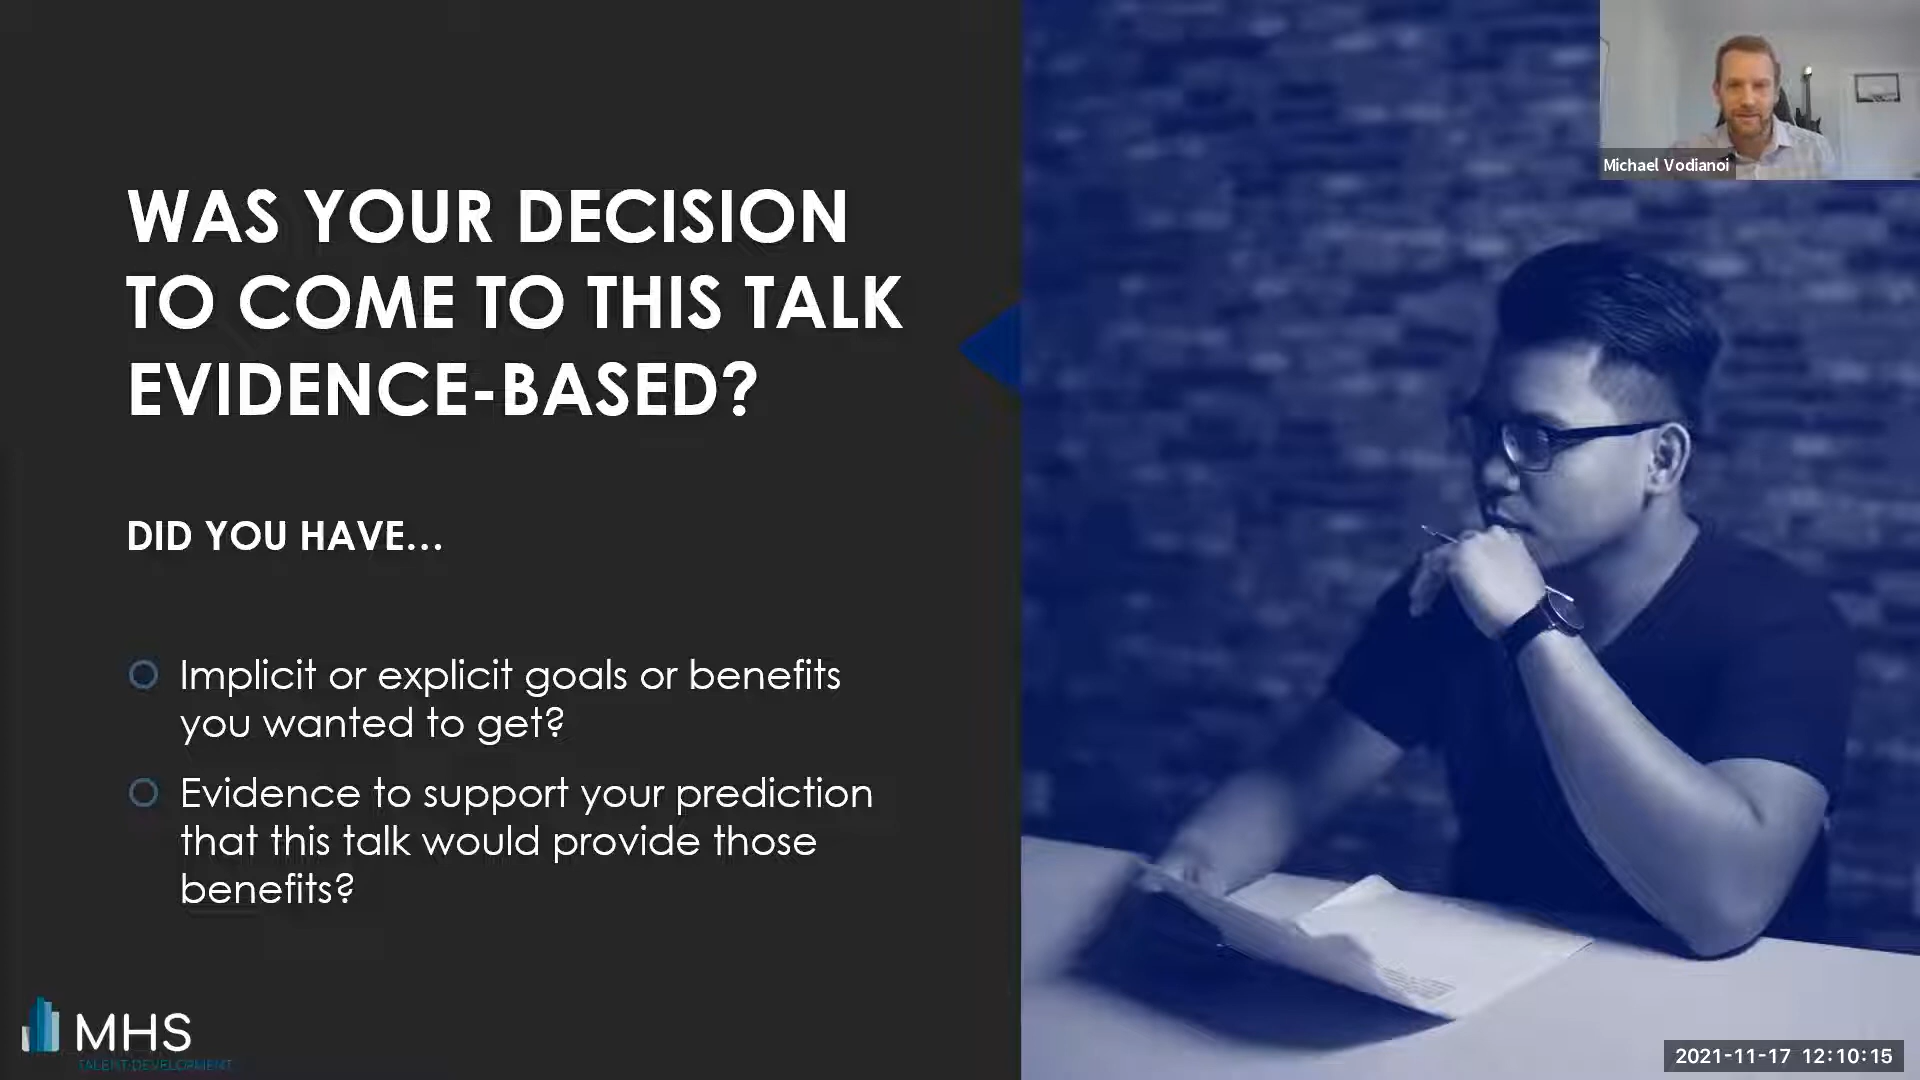 Michael Vodianoi
WAS YOUR DECISION
TO COME TO THIS TALK
EVIDENCE-BASED?
DID YOU HAVE...
Implicit or explicit goals or benefits
you wanted to get?
Evidence to support your prediction
that this talk would provide those
benefits?
MHS
TALENT DEVELOPMENT
2021-11-17 12:10:15